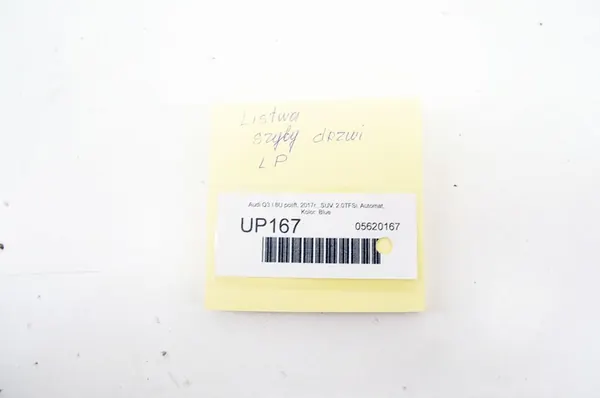 Listwa
szyby drzwi
LP
Audi Q3 I 8U polift, 2017r., SUV, 2.0TFSi, Automat,
Kolor: Blue
UP167 05620167